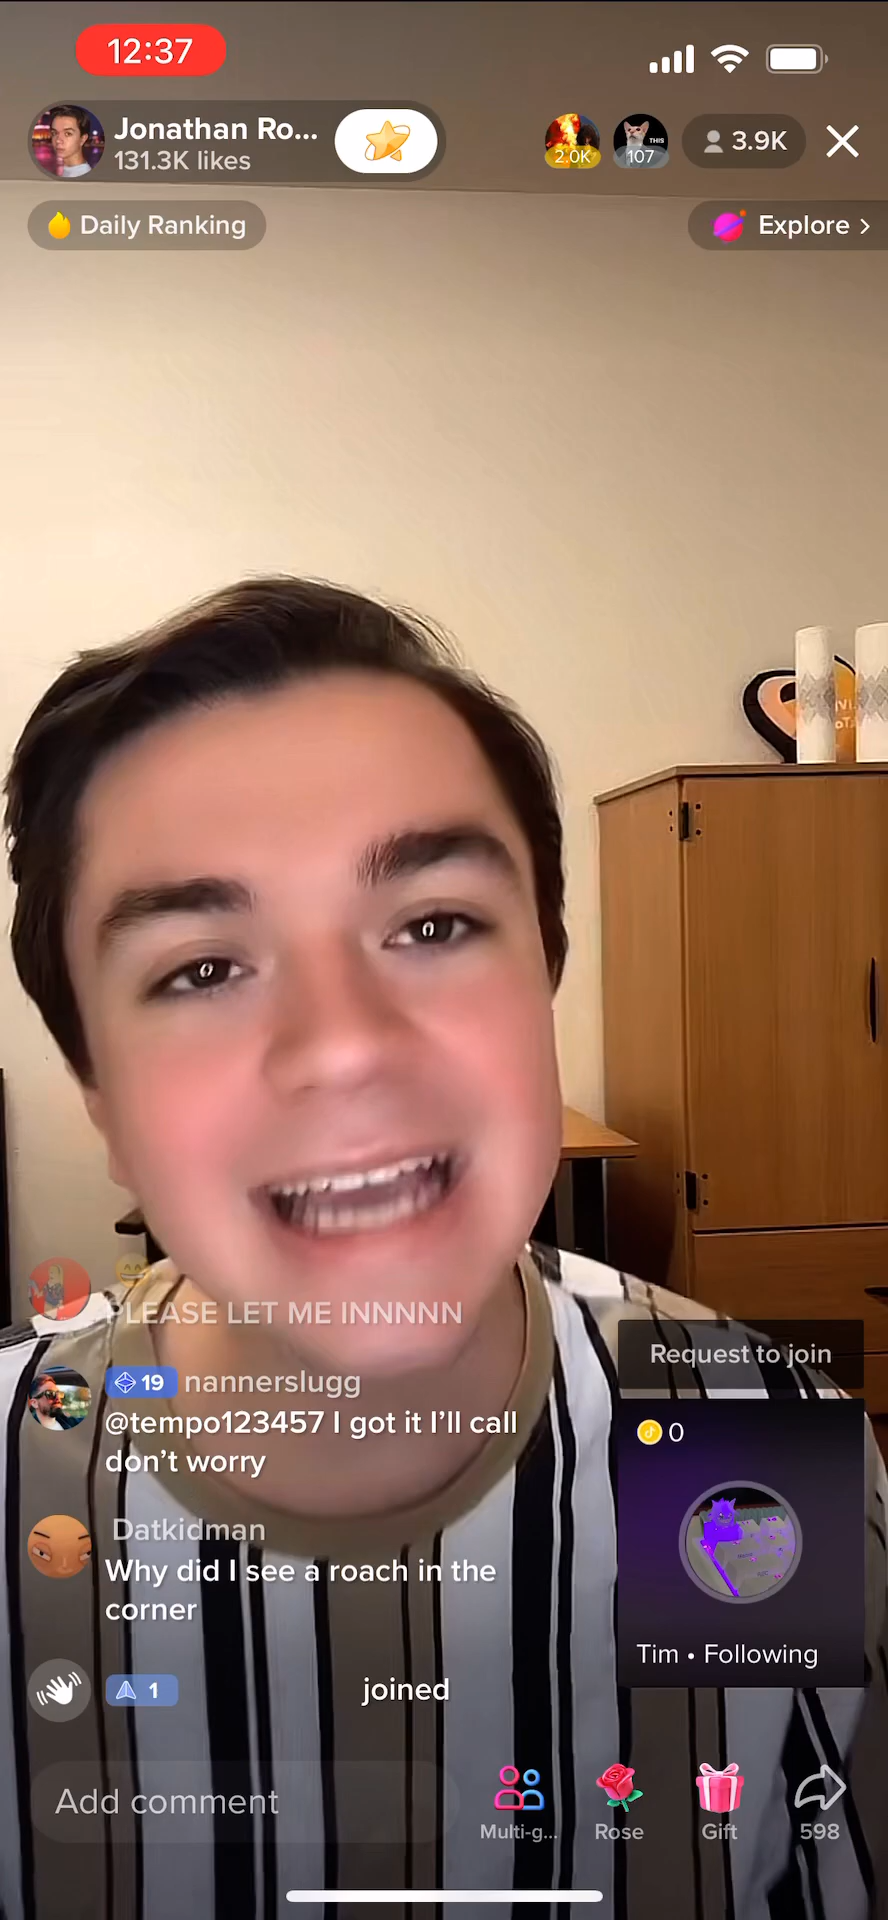 12:37
Jonathan Ro...
131.3K likes
2.0K
THIS
107
3.9K
Daily Ranking
Explore >
PLEASE LET ME INNNNN
19 nannerslugg
@tempo123457 I got it I'll call
don't worry
Datkidman
Why did I see a roach in the
corner
1 joined
Request to join
0
Tim • Following
Add comment
Multi-g...
Rose
Gift
598